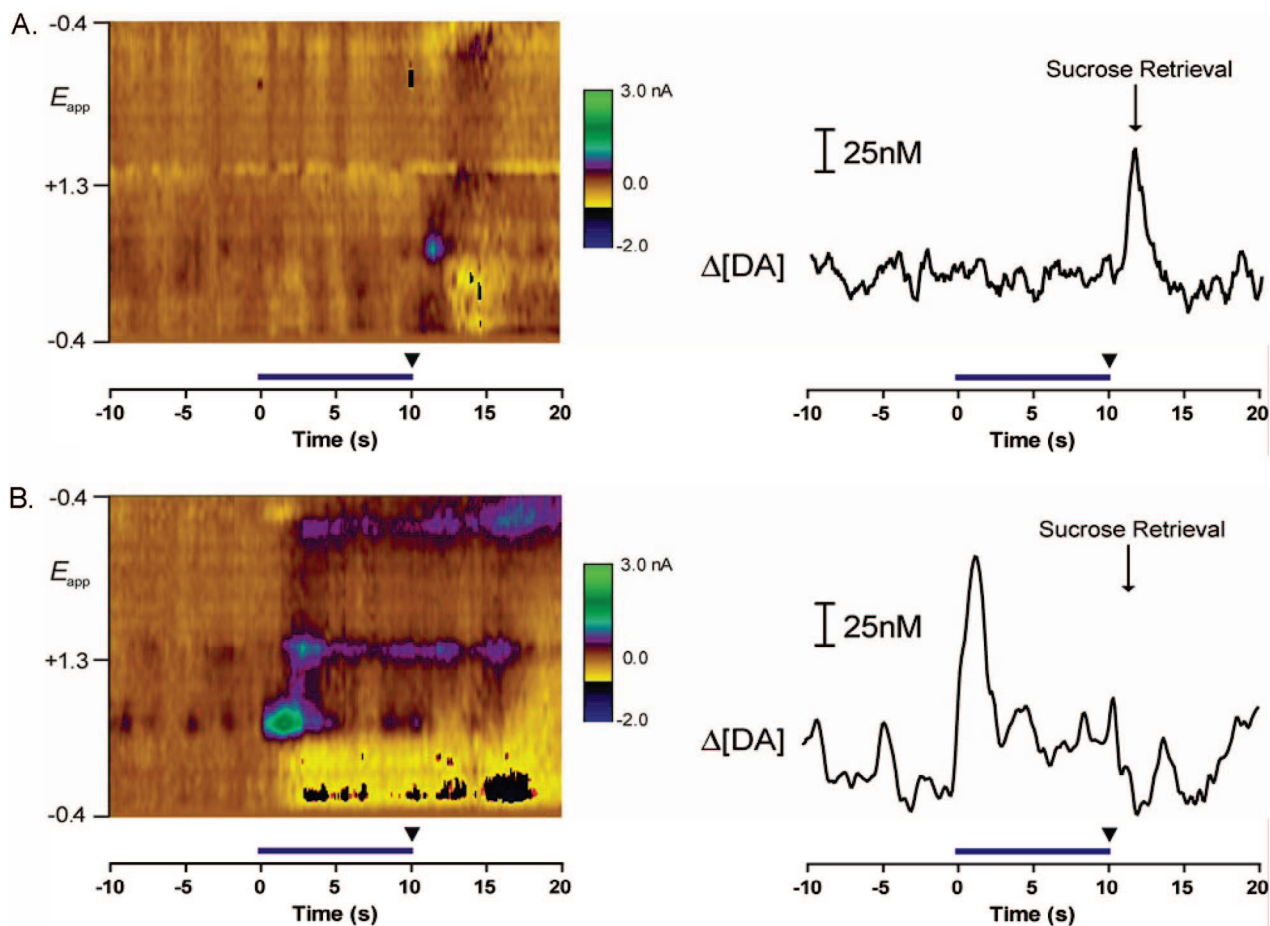 A.
-0.4
E app
+1.3
-0.4
3.0 nA
0.0
-2.0
-10 -5 0 5 10 15 20
Time (s)
Sucrose Retrieval
25nM
Δ[DA]
-10 -5 0 5 10 15 20
Time (s)
B.
-0.4
E app
+1.3
-0.4
3.0 nA
0.0
-2.0
-10 -5 0 5 10 15 20
Time (s)
Sucrose Retrieval
25nM
Δ[DA]
-10 -5 0 5 10 15 20
Time (s)